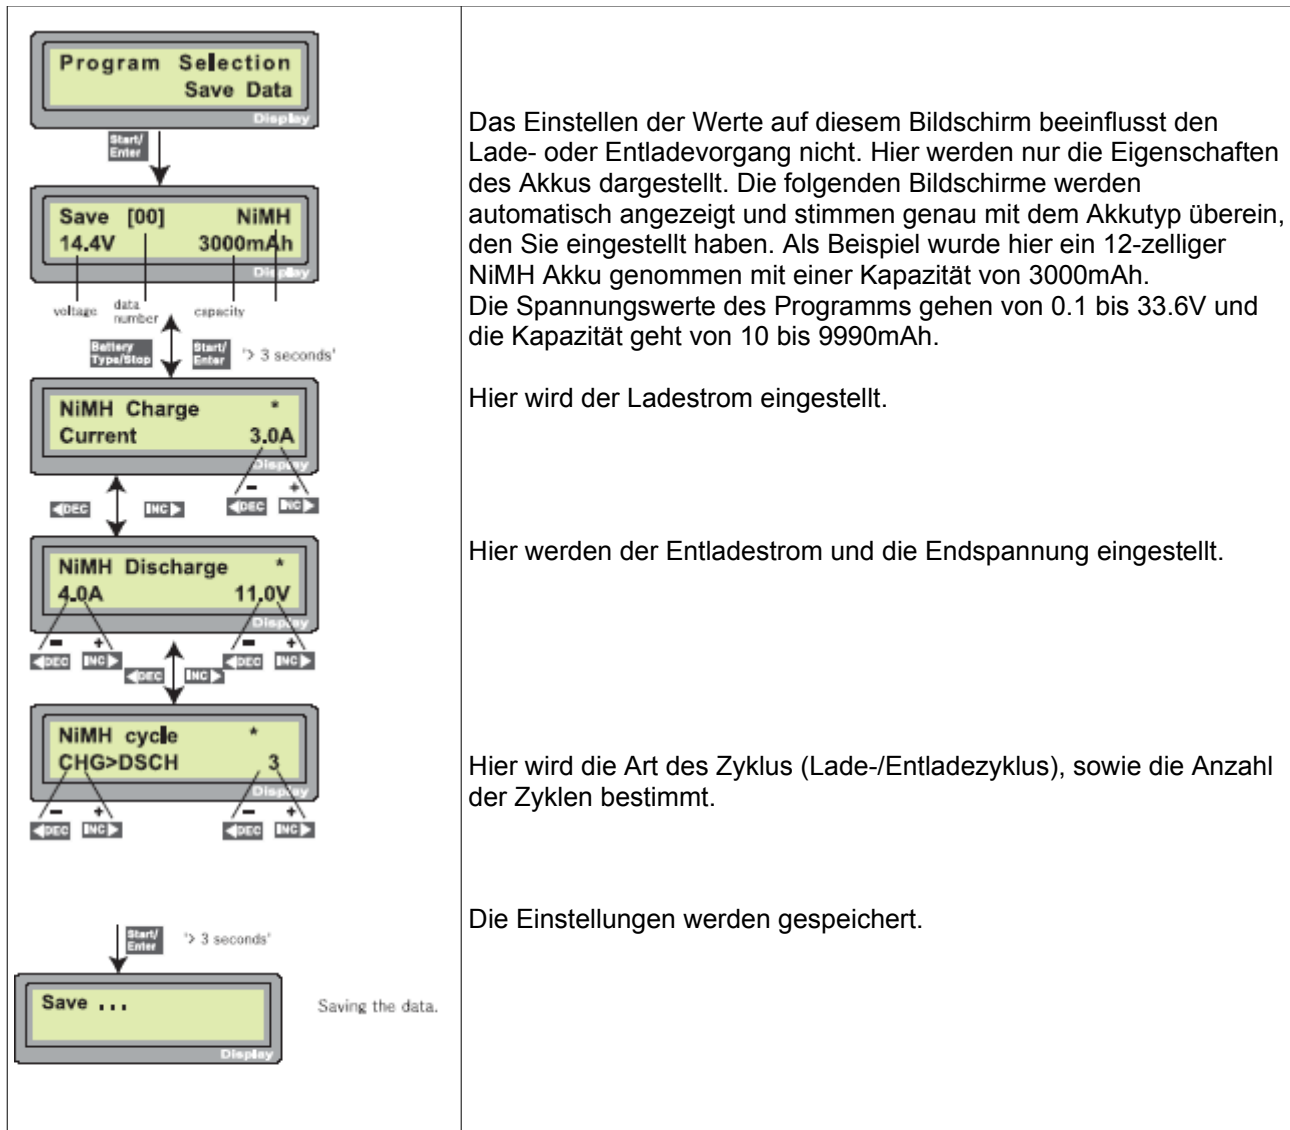 Program Selection
Save Data
Display
Start/
Enter
Save [00] NiMH
14.4V 3000mAh
Display
voltage data number capacity
Battery
Type/Stop
Start/
Enter
'> 3 seconds'
NiMH Charge *
Current 3.0A
Display
- +
◀DEC INC▶ ◀DEC INC▶
NiMH Discharge *
4.0A 11.0V
Display
- + - +
◀DEC INC▶ ◀DEC INC▶
◀DEC INC▶
NiMH cycle *
CHG>DSCH 3
Display
- + - +
◀DEC INC▶ ◀DEC INC▶
Start/
Enter
'> 3 seconds'
Save ...
Display
Saving the data.
Das Einstellen der Werte auf diesem Bildschirm beeinflusst den
Lade- oder Entladevorgang nicht. Hier werden nur die Eigenschaften
des Akkus dargestellt. Die folgenden Bildschirme werden
automatisch angezeigt und stimmen genau mit dem Akkutyp überein,
den Sie eingestellt haben. Als Beispiel wurde hier ein 12-zelliger
NiMH Akku genommen mit einer Kapazität von 3000mAh.
Die Spannungswerte des Programms gehen von 0.1 bis 33.6V und
die Kapazität geht von 10 bis 9990mAh.
Hier wird der Ladestrom eingestellt.
Hier werden der Entladestrom und die Endspannung eingestellt.
Hier wird die Art des Zyklus (Lade-/Entladezyklus), sowie die Anzahl
der Zyklen bestimmt.
Die Einstellungen werden gespeichert.